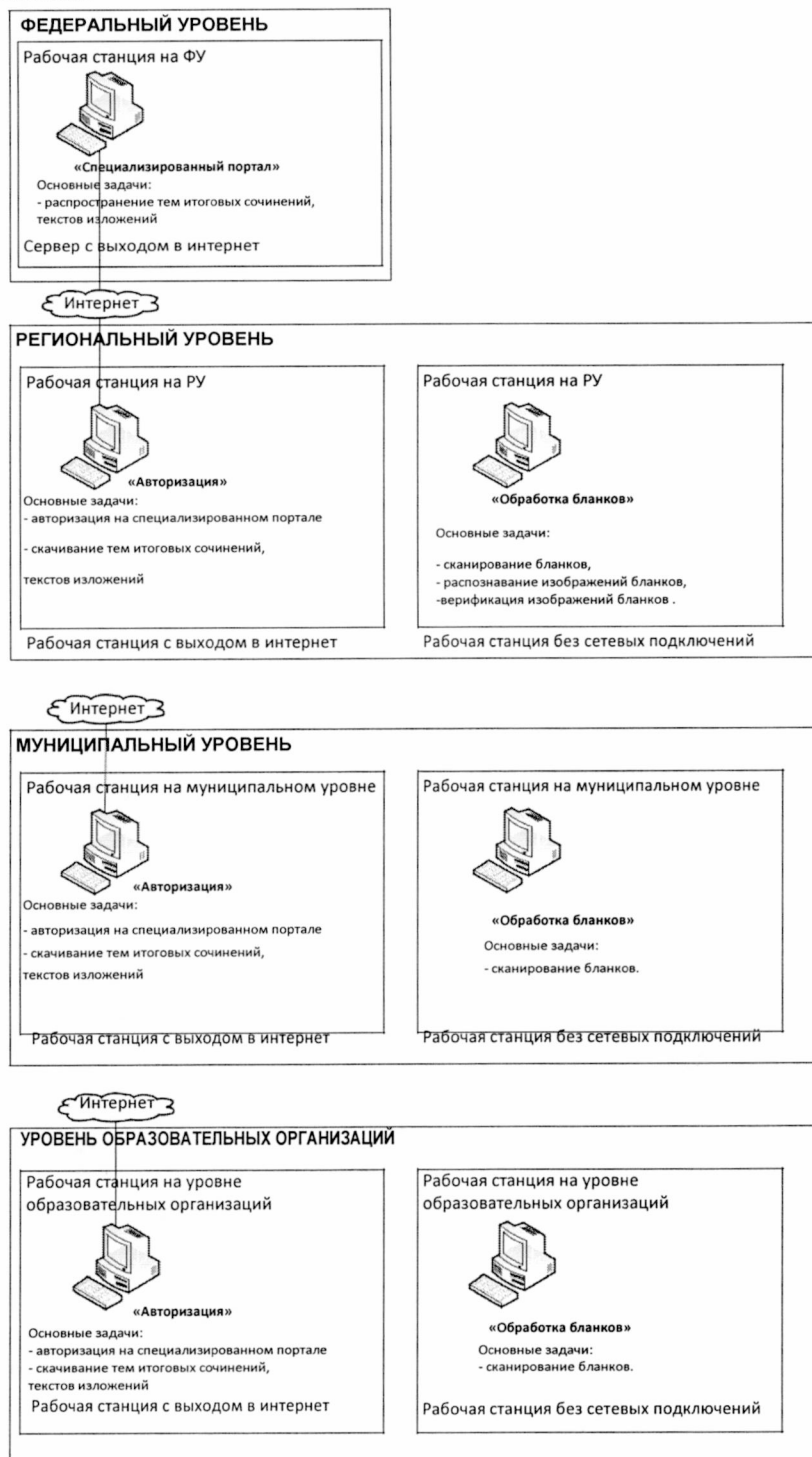 ФЕДЕРАЛЬНЫЙ УРОВЕНЬ
Рабочая станция на ФУ
«Специализированный портал»
Основные задачи:
- распространение тем итоговых сочинений,
текстов изложений
Сервер с выходом в интернет
Интернет
РЕГИОНАЛЬНЫЙ УРОВЕНЬ
Рабочая станция на РУ
«Авторизация»
Основные задачи:
- авторизация на специализированном портале
- скачивание тем итоговых сочинений,
текстов изложений
Рабочая станция с выходом в интернет
Рабочая станция на РУ
«Обработка бланков»
Основные задачи:
- сканирование бланков,
- распознавание изображений бланков,
-верификация изображений бланков .
Рабочая станция без сетевых подключений
Интернет
МУНИЦИПАЛЬНЫЙ УРОВЕНЬ
Рабочая станция на муниципальном уровне
«Авторизация»
Основные задачи:
- авторизация на специализированном портале
- скачивание тем итоговых сочинений,
текстов изложений
Рабочая станция с выходом в интернет
Рабочая станция на муниципальном уровне
«Обработка бланков»
Основные задачи:
- сканирование бланков.
Рабочая станция без сетевых подключений
Интернет
УРОВЕНЬ ОБРАЗОВАТЕЛЬНЫХ ОРГАНИЗАЦИЙ
Рабочая станция на уровне
образовательных организаций
«Авторизация»
Основные задачи:
- авторизация на специализированном портале
- скачивание тем итоговых сочинений,
текстов изложений
Рабочая станция с выходом в интернет
Рабочая станция на уровне
образовательных организаций
«Обработка бланков»
Основные задачи:
- сканирование бланков.
Рабочая станция без сетевых подключений